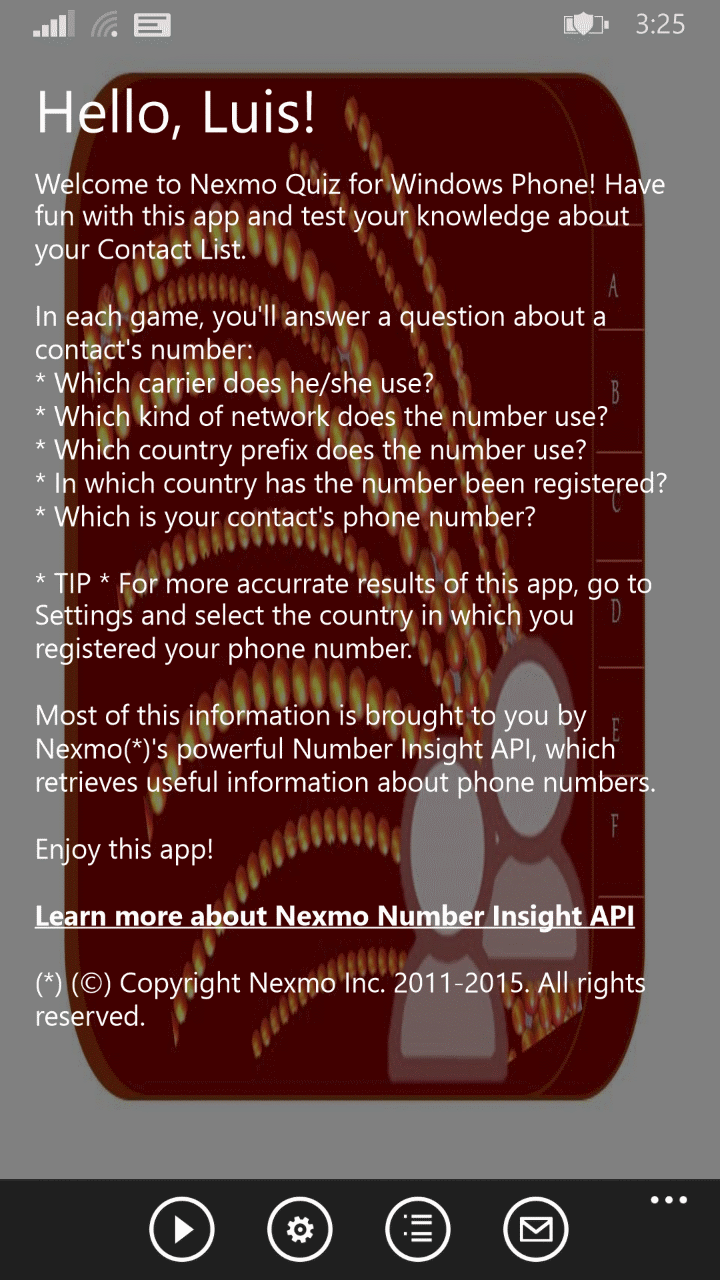 3:25
Hello, Luis!
Welcome to Nexmo Quiz for Windows Phone! Have
fun with this app and test your knowledge about
your Contact List.
In each game, you'll answer a question about a
contact's number:
* Which carrier does he/she use?
* Which kind of network does the number use?
* Which country prefix does the number use?
* In which country has the number been registered?
* Which is your contact's phone number?
* TIP * For more accurrate results of this app, go to
Settings and select the country in which you
registered your phone number.
Most of this information is brought to you by
Nexmo(*)'s powerful Number Insight API, which
retrieves useful information about phone numbers.
Enjoy this app!
Learn more about Nexmo Number Insight API
(*) (©) Copyright Nexmo Inc. 2011-2015. All rights
reserved.
A
B
C
D
E
F